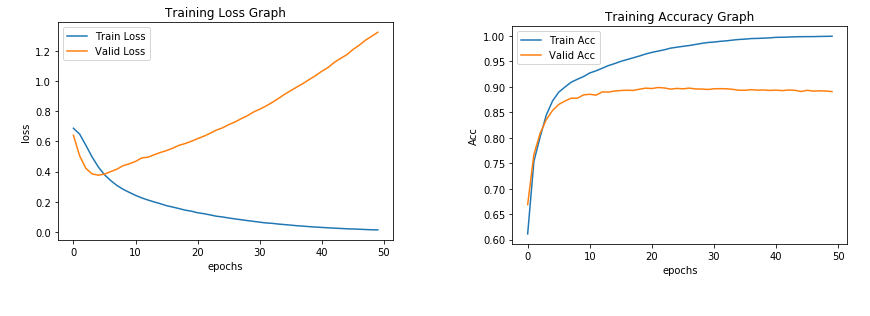 Training Loss Graph
Train Loss
Valid Loss
1.2
1.0
0.8
0.6
0.4
0.2
0.0
loss
0 10 20 30 40 50
epochs
Training Accuracy Graph
Train Acc
Valid Acc
1.00
0.95
0.90
0.85
0.80
0.75
0.70
0.65
0.60
Acc
0 10 20 30 40 50
epochs